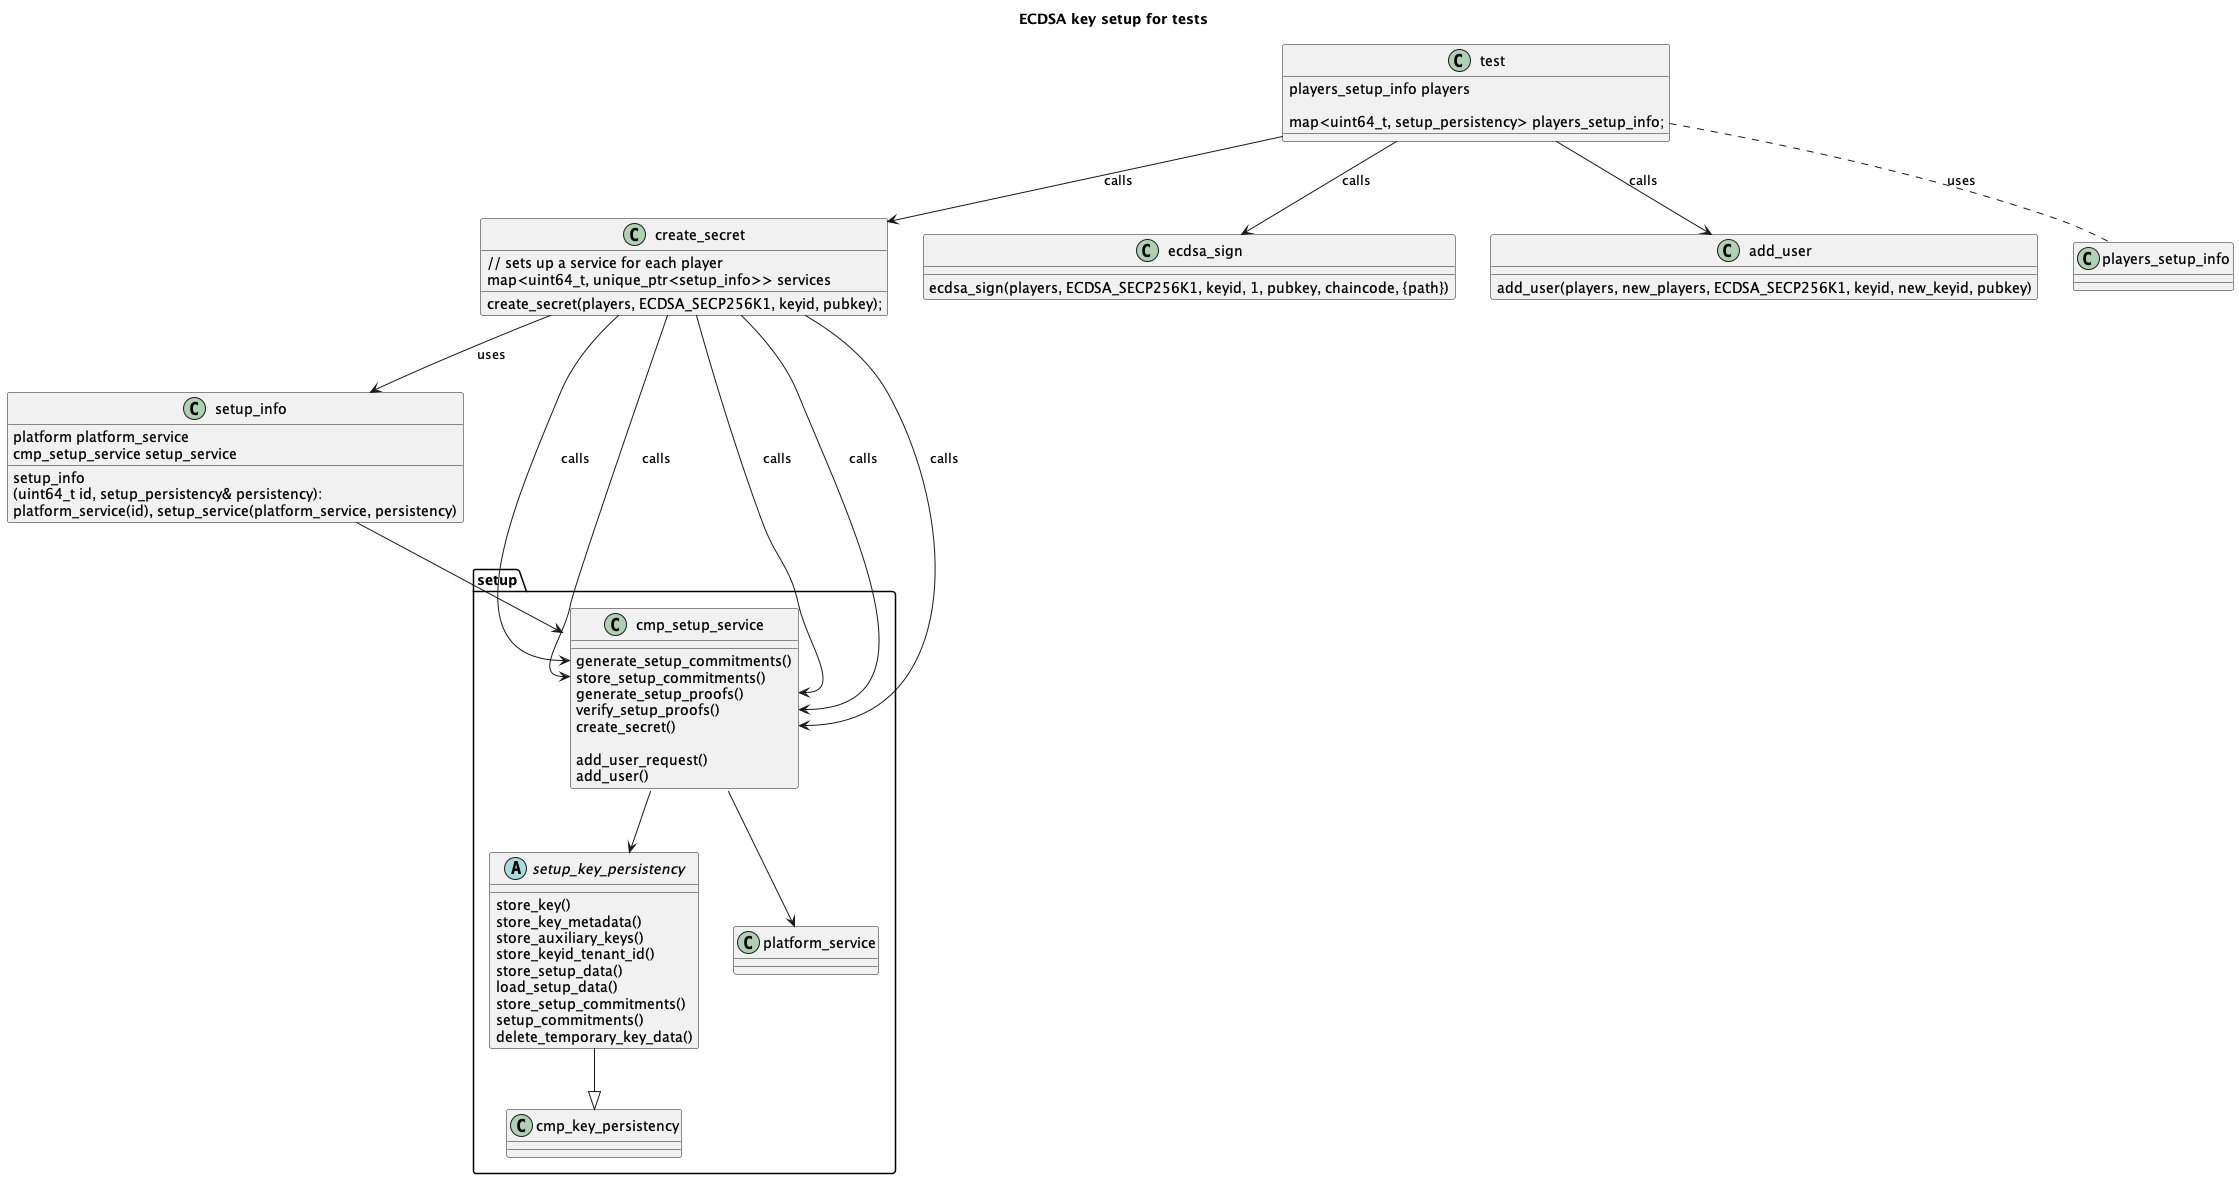 ECDSA key setup for tests
C test
players_setup_info players
map<uint64_t, setup_persistency> players_setup_info;
calls
calls
calls
uses
C create_secret
// sets up a service for each player
map<uint64_t, unique_ptr<setup_info>> services
create_secret(players, ECDSA_SECP256K1, keyid, pubkey);
C ecdsa_sign
ecdsa_sign(players, ECDSA_SECP256K1, keyid, 1, pubkey, chaincode, {path})
C add_user
add_user(players, new_players, ECDSA_SECP256K1, keyid, new_keyid, pubkey)
C players_setup_info
uses
C setup_info
platform platform_service
cmp_setup_service setup_service
setup_info
(uint64_t id, setup_persistency& persistency):
platform_service(id), setup_service(platform_service, persistency)
calls
calls
calls
calls
calls
setup
C cmp_setup_service
generate_setup_commitments()
store_setup_commitments()
generate_setup_proofs()
verify_setup_proofs()
create_secret()
add_user_request()
add_user()
A setup_key_persistency
store_key()
store_key_metadata()
store_auxiliary_keys()
store_keyid_tenant_id()
store_setup_data()
load_setup_data()
store_setup_commitments()
setup_commitments()
delete_temporary_key_data()
C platform_service
C cmp_key_persistency